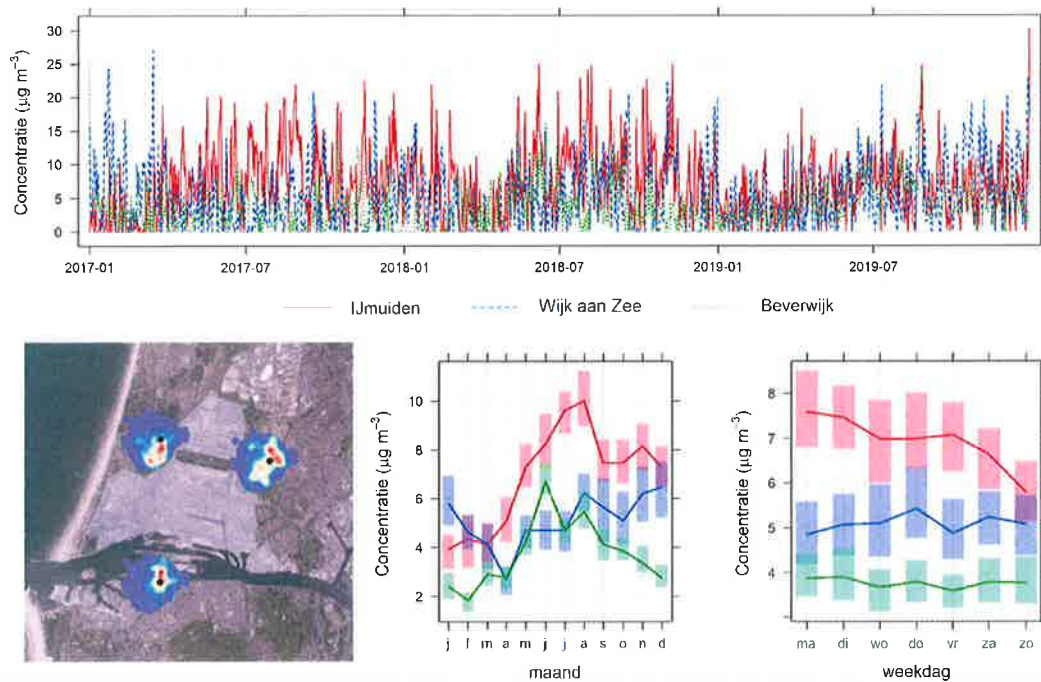 Concentratie (µg m⁻³)
30
25
20
15
10
5
0
2017-01 2017-07 2018-01 2018-07 2019-01 2019-07
IJmuiden Wijk aan Zee Beverwijk
Concentratie (µg m⁻³)
10
8
6
4
2
j f m a m j j a s o n d
maand
Concentratie (µg m⁻³)
8
7
6
5
4
3
ma di wo do vr za zo
weekdag